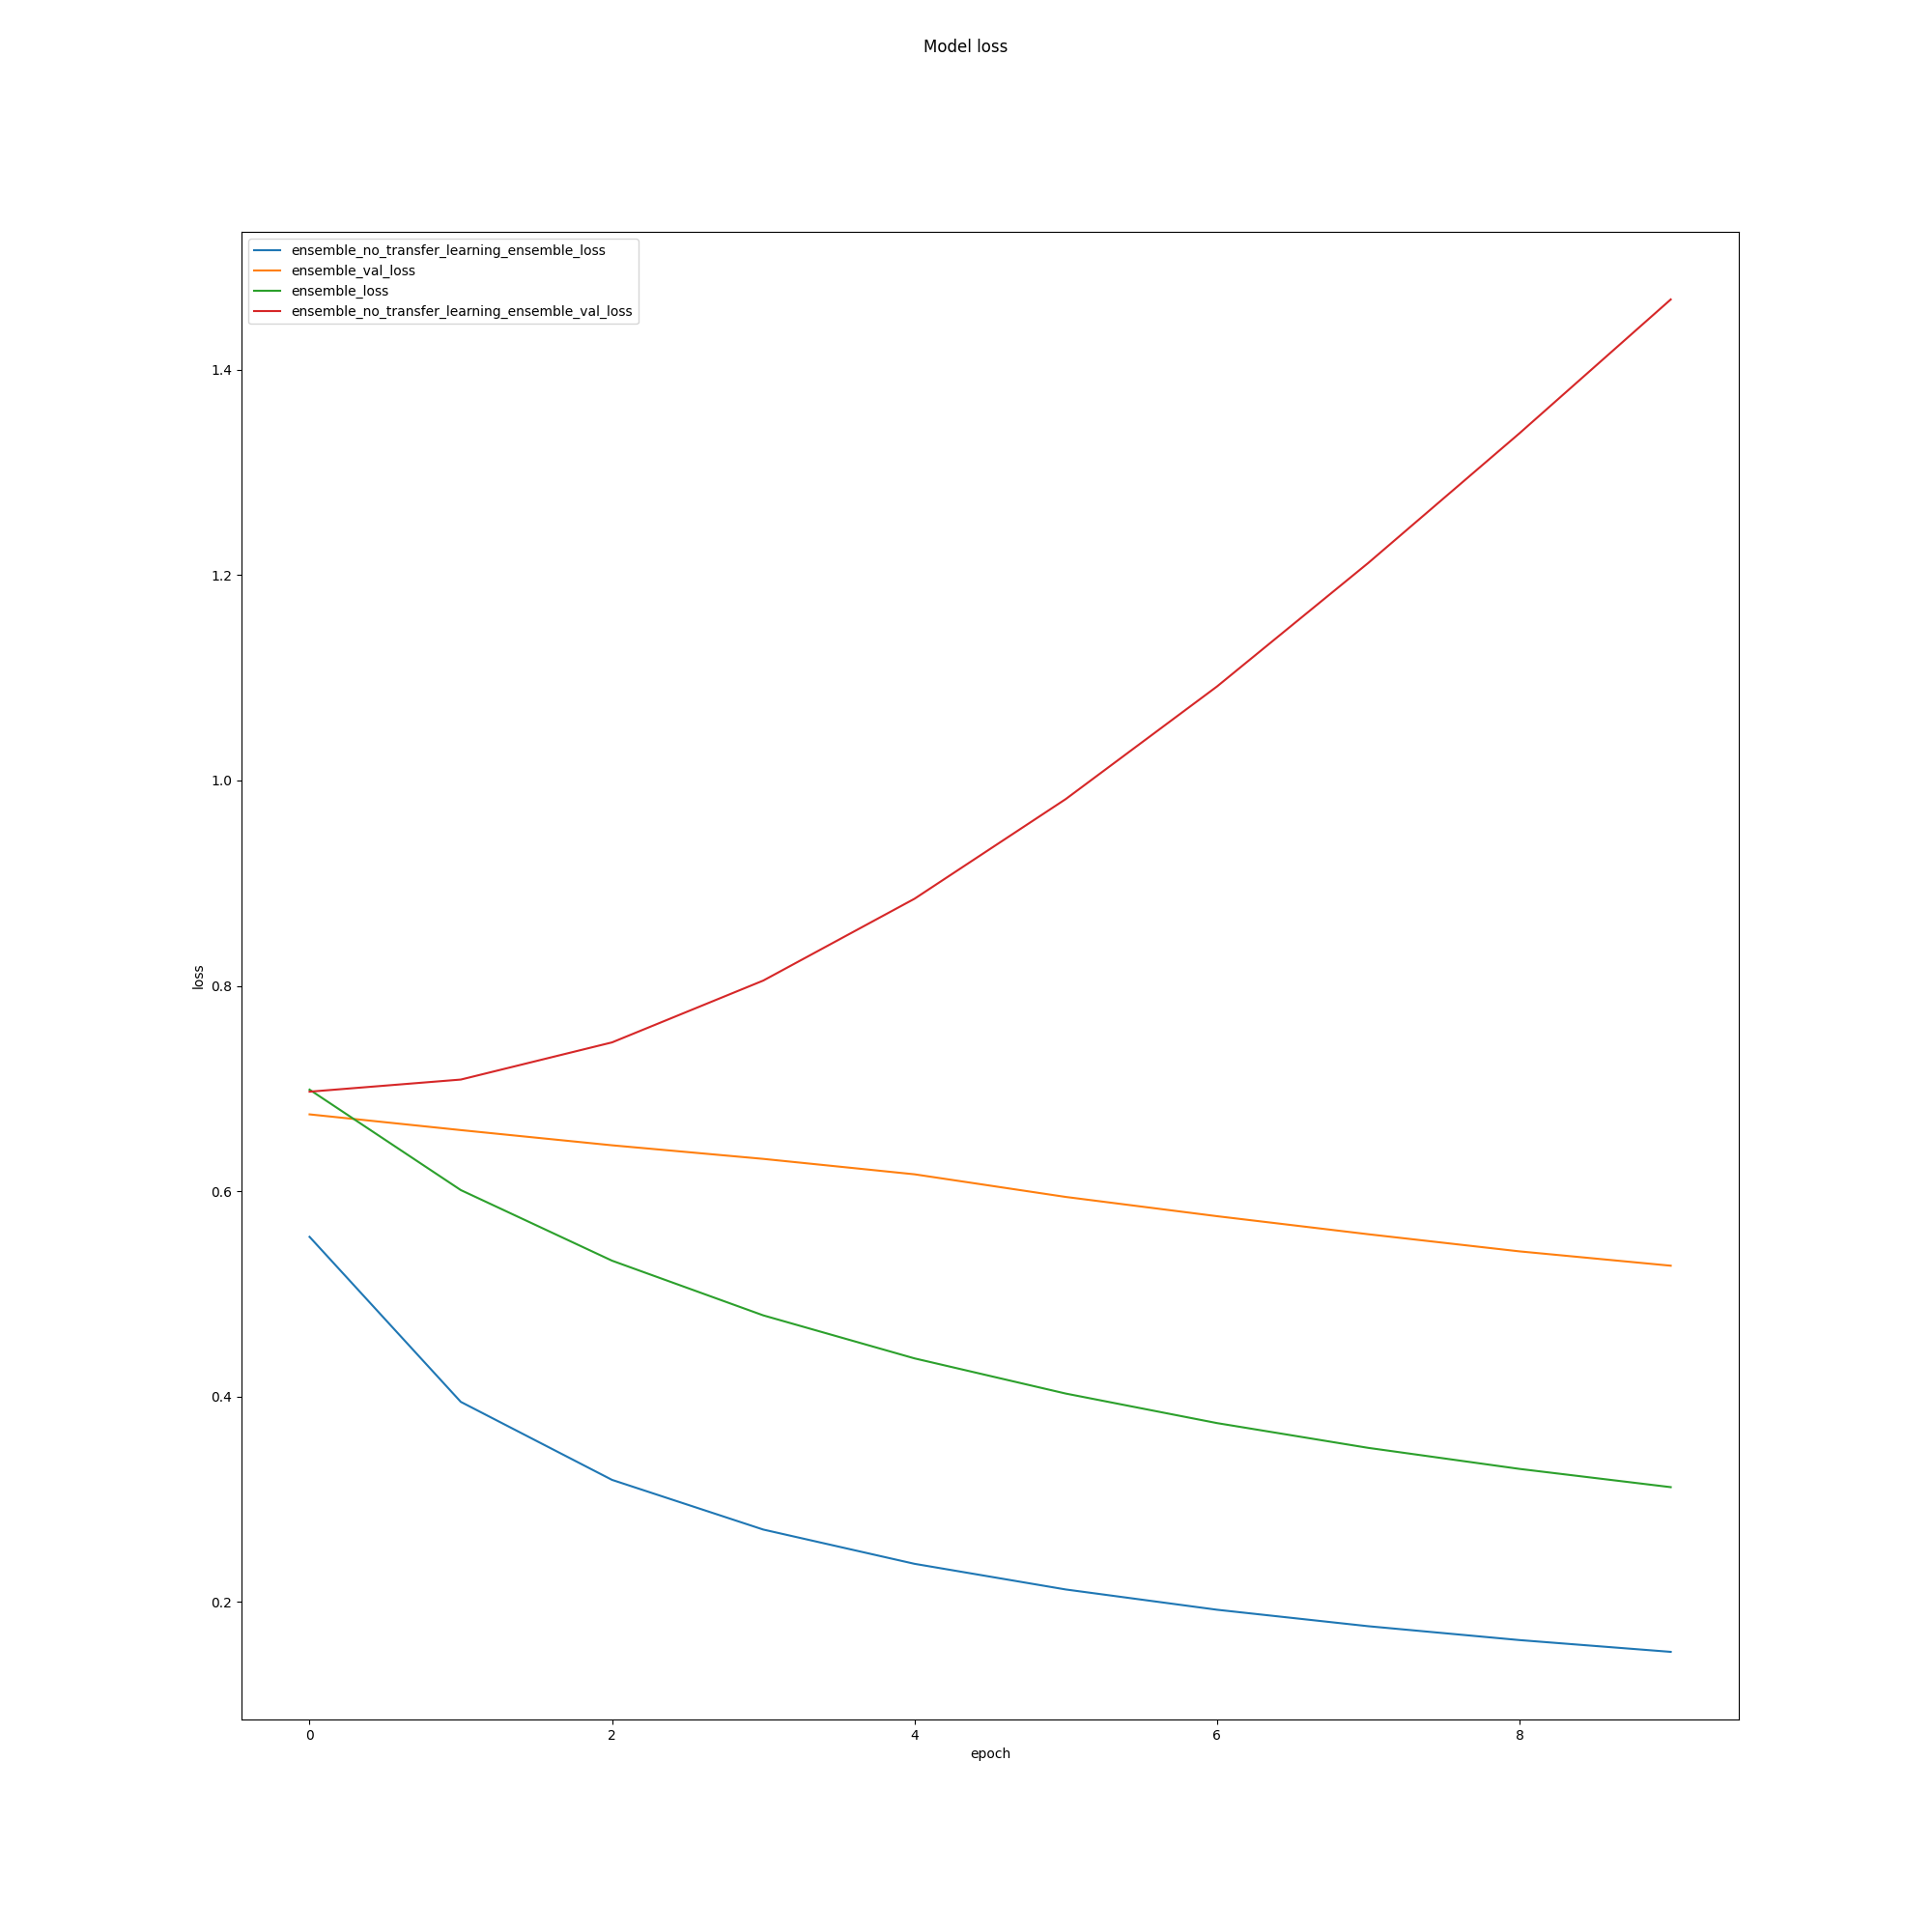 Model loss
ensemble_no_transfer_learning_ensemble_loss
ensemble_val_loss
ensemble_loss
ensemble_no_transfer_learning_ensemble_val_loss
1.4
1.2
1.0
0.8
0.6
0.4
0.2
loss
0 2 4 6 8
epoch